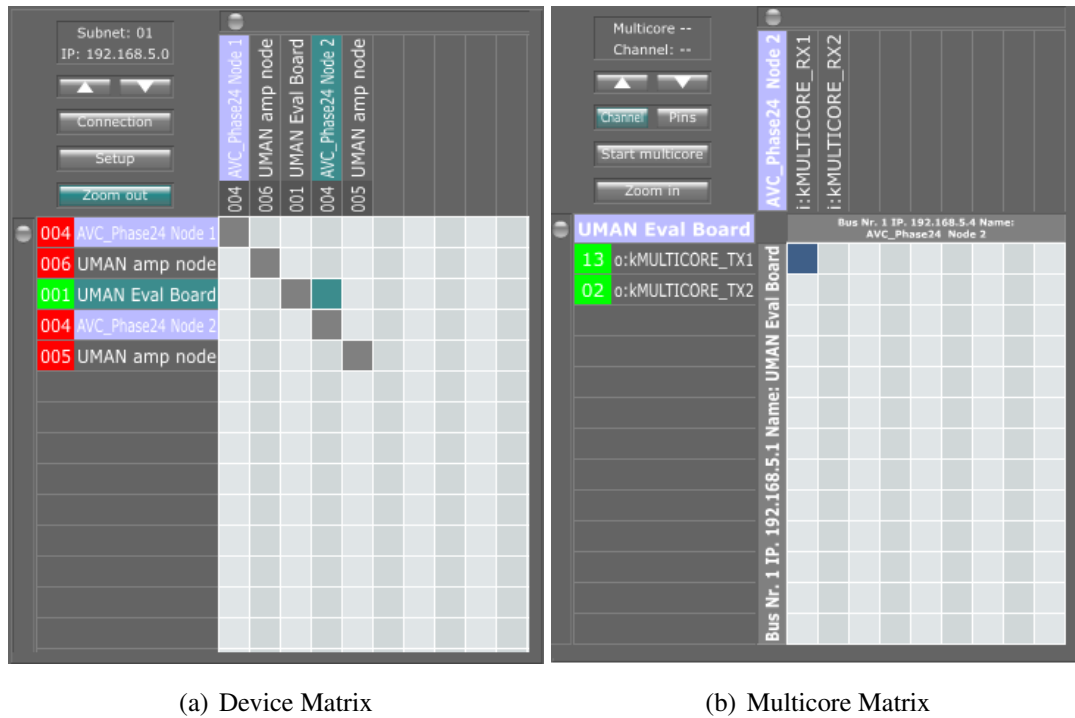 Subnet: 01
IP: 192.168.5.0
Connection
Setup
Zoom out
004 AVC_Phase24 Node 1
006 UMAN amp node
001 UMAN Eval Board
004 AVC_Phase24 Node 2
005 UMAN amp node
004 AVC_Phase24 Node 1
006 UMAN amp node
001 UMAN Eval Board
004 AVC_Phase24 Node 2
005 UMAN amp node
(a) Device Matrix
Multicore --
Channel: --
Channel Pins
Start multicore
Zoom in
AVC_Phase24 Node 2
i:kMULTICORE_RX1
i:kMULTICORE_RX2
UMAN Eval Board
Bus Nr. 1 IP. 192.168.5.4 Name:
AVC_Phase24 Node 2
13 o:kMULTICORE_TX1
02 o:kMULTICORE_TX2
Bus Nr. 1 IP. 192.168.5.1 Name: UMAN Eval Board
(b) Multicore Matrix